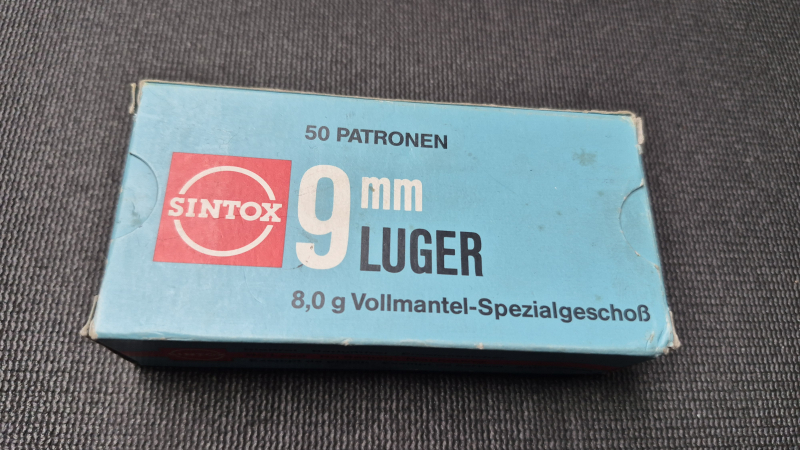 50 PATRONEN
SINTOX
9 mm
LUGER
8,0 g Vollmantel-Spezialgeschoß